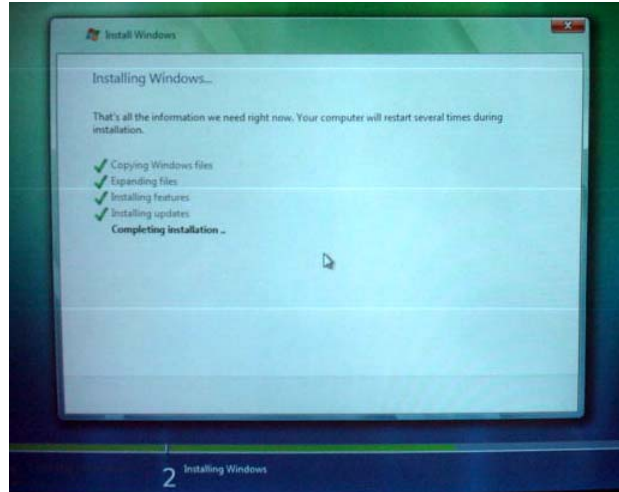 Install Windows
Installing Windows...
That's all the information we need right now. Your computer will restart several times during
installation.
Copying Windows files
Expanding files
Installing features
Installing updates
Completing installation ..
2 Installing Windows